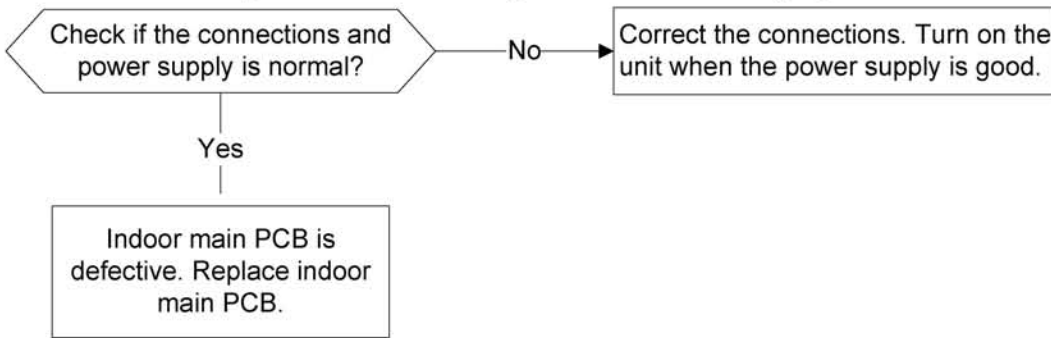 Check if the connections and
power supply is normal?
No
Correct the connections. Turn on the
unit when the power supply is good.
Yes
Indoor main PCB is
defective. Replace indoor
main PCB.